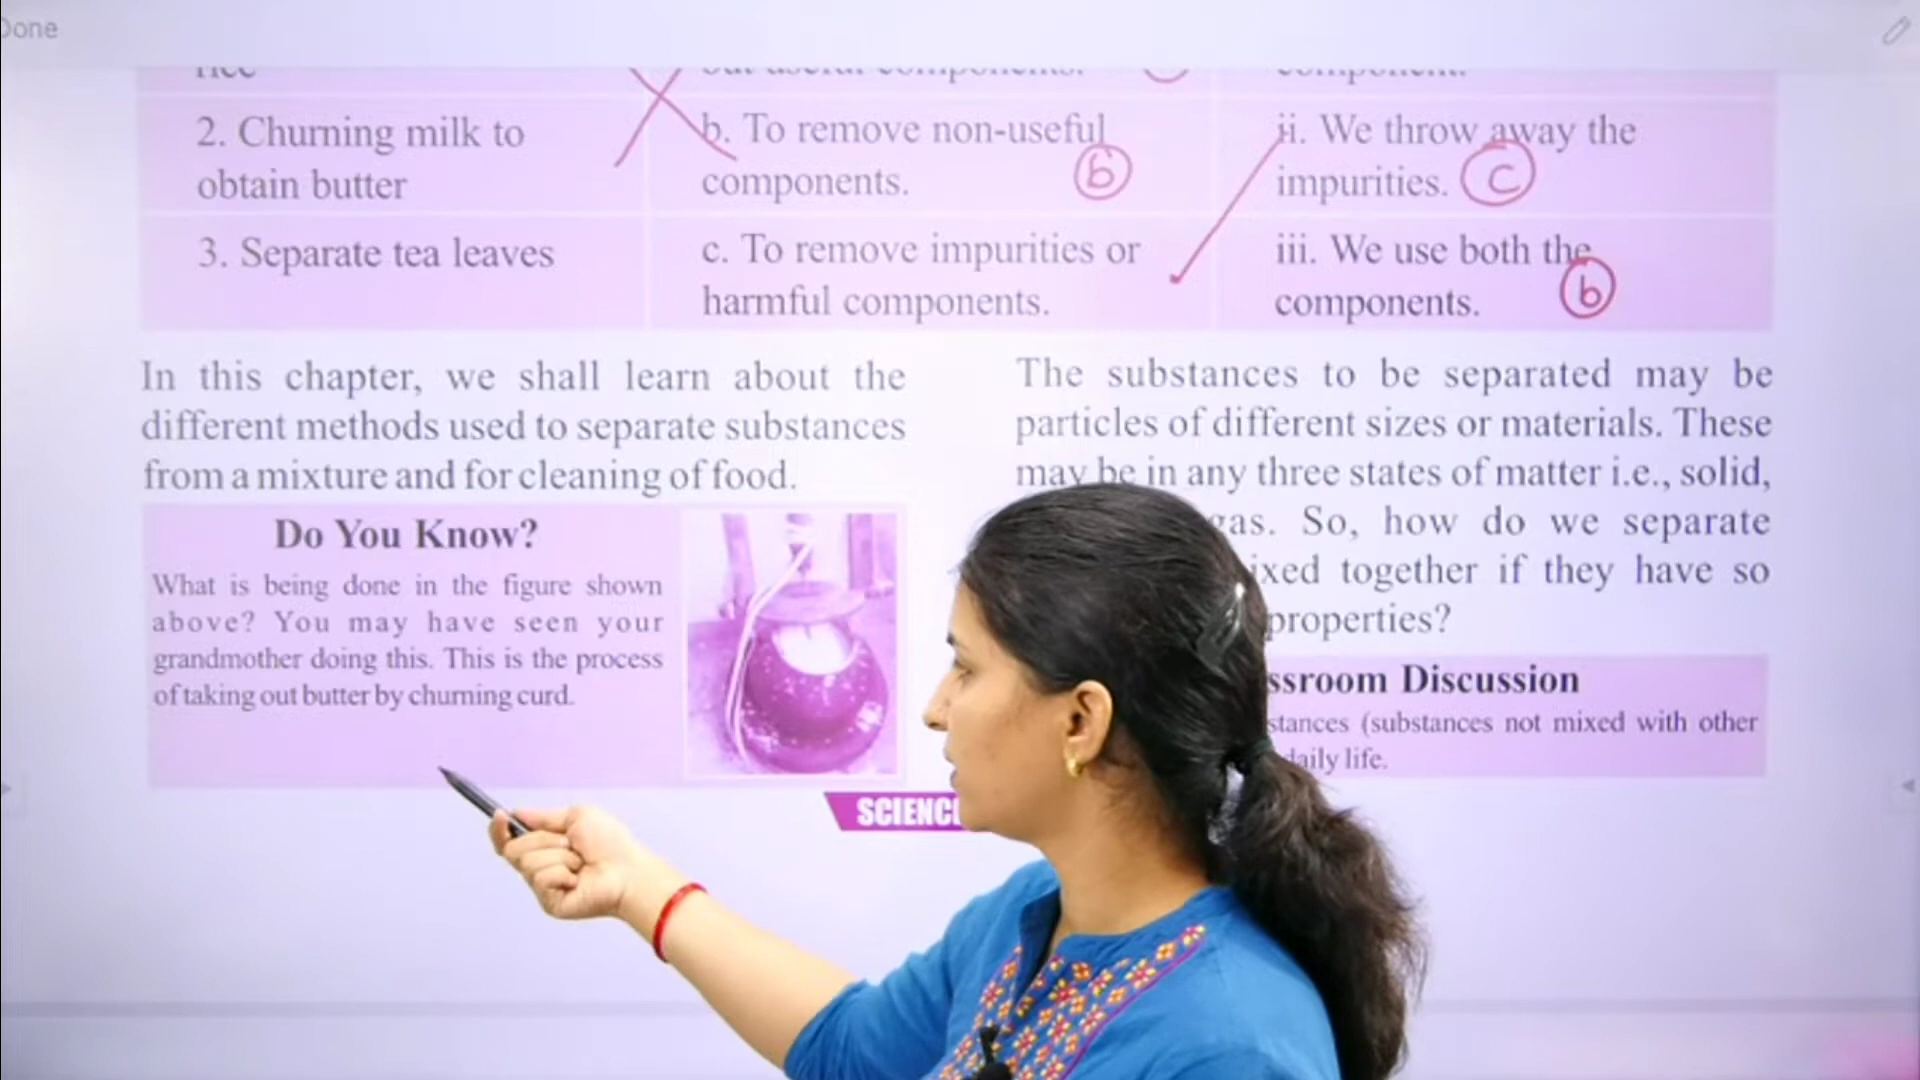 Done
rice
2. Churning milk to
obtain butter
b. To remove non-useful
components.
b
ii. We throw away the
impurities.
C
3. Separate tea leaves
c. To remove impurities or
harmful components.
iii. We use both the
components.
b
In this chapter, we shall learn about the
different methods used to separate substances
from a mixture and for cleaning of food.
Do You Know?
What is being done in the figure shown
above? You may have seen your
grandmother doing this. This is the process
of taking out butter by churning curd.
The substances to be separated may be
particles of different sizes or materials. These
may be in any three states of matter i.e., solid,
gas. So, how do we separate
together if they have so
properties?
Discussion
(substances not mixed with other
daily life.